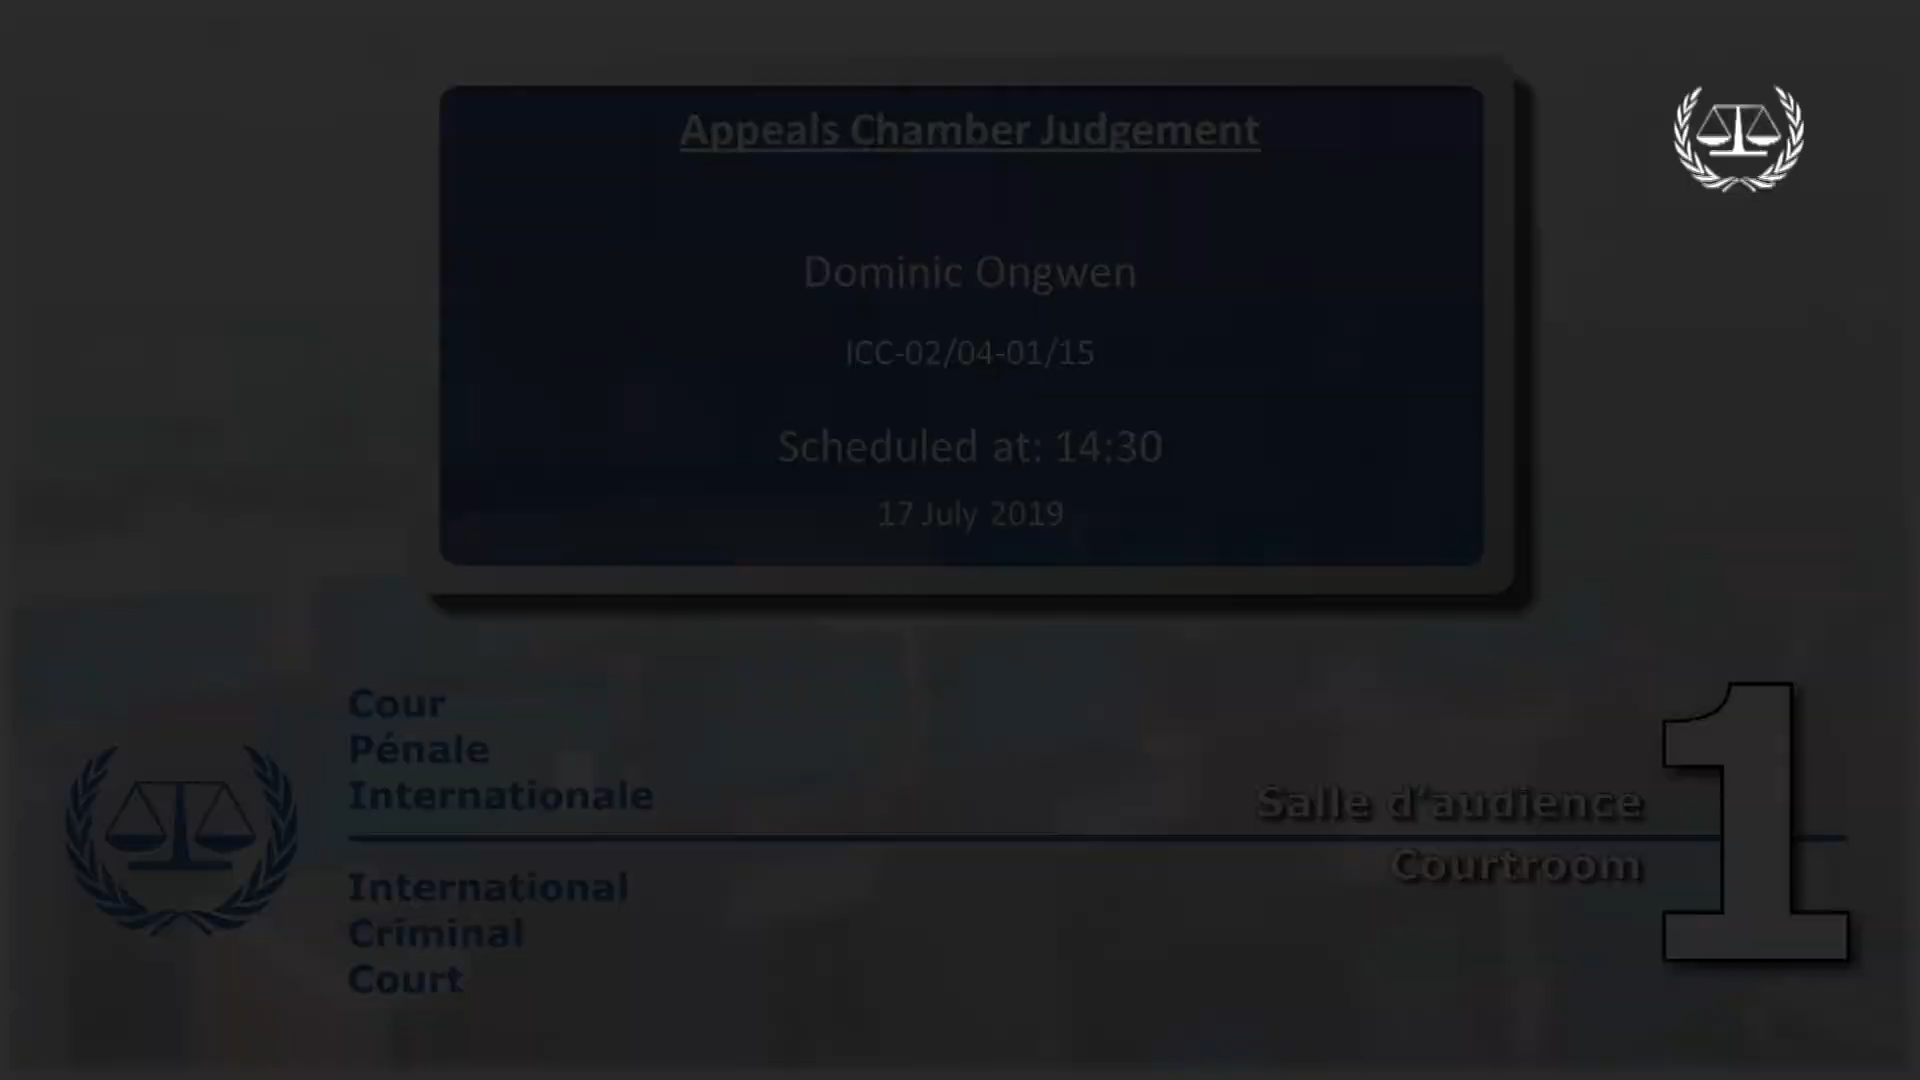 Appeals Chamber Judgement
Dominic Ongwen
ICC-02/04-01/15
Scheduled at: 14:30
17 July 2019
Cour
Pénale
Internationale
International
Criminal
Court
Salle d'audience
Courtroom
1